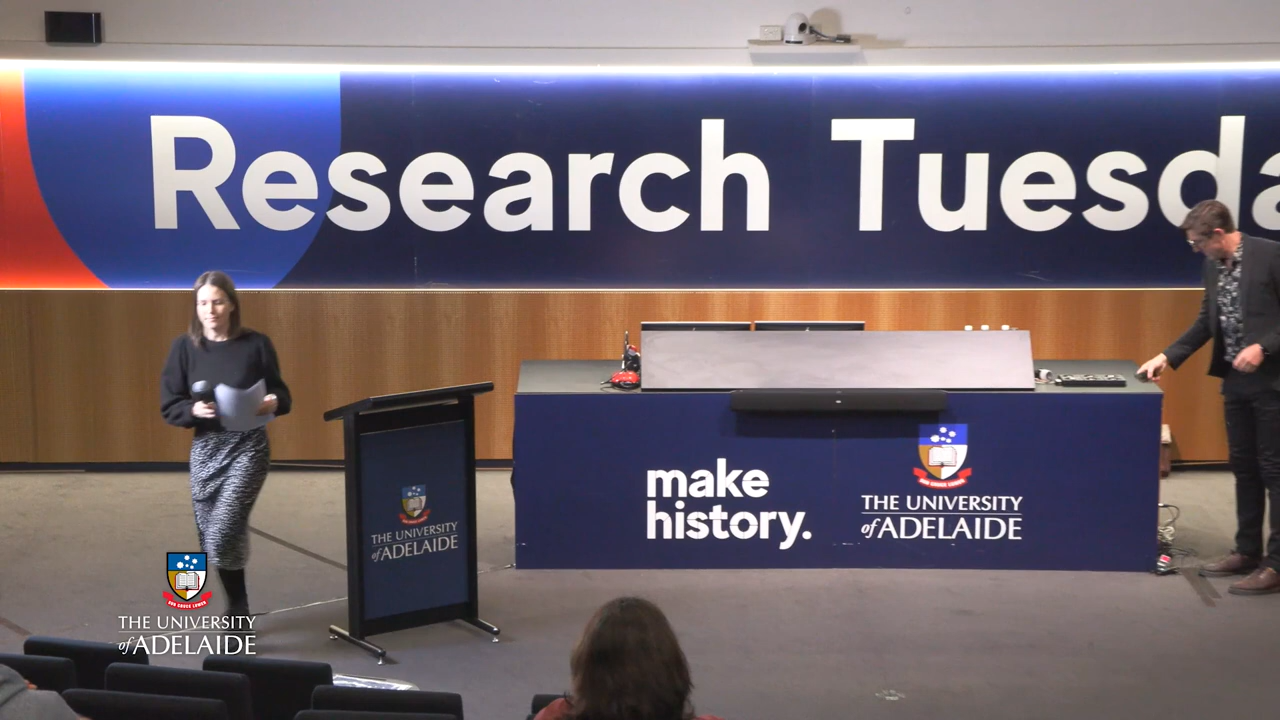 Research Tuesda
make
history.
THE UNIVERSITY
of ADELAIDE
THE UNIVERSITY
of ADELAIDE
THE UNIVERSITY
of ADELAIDE